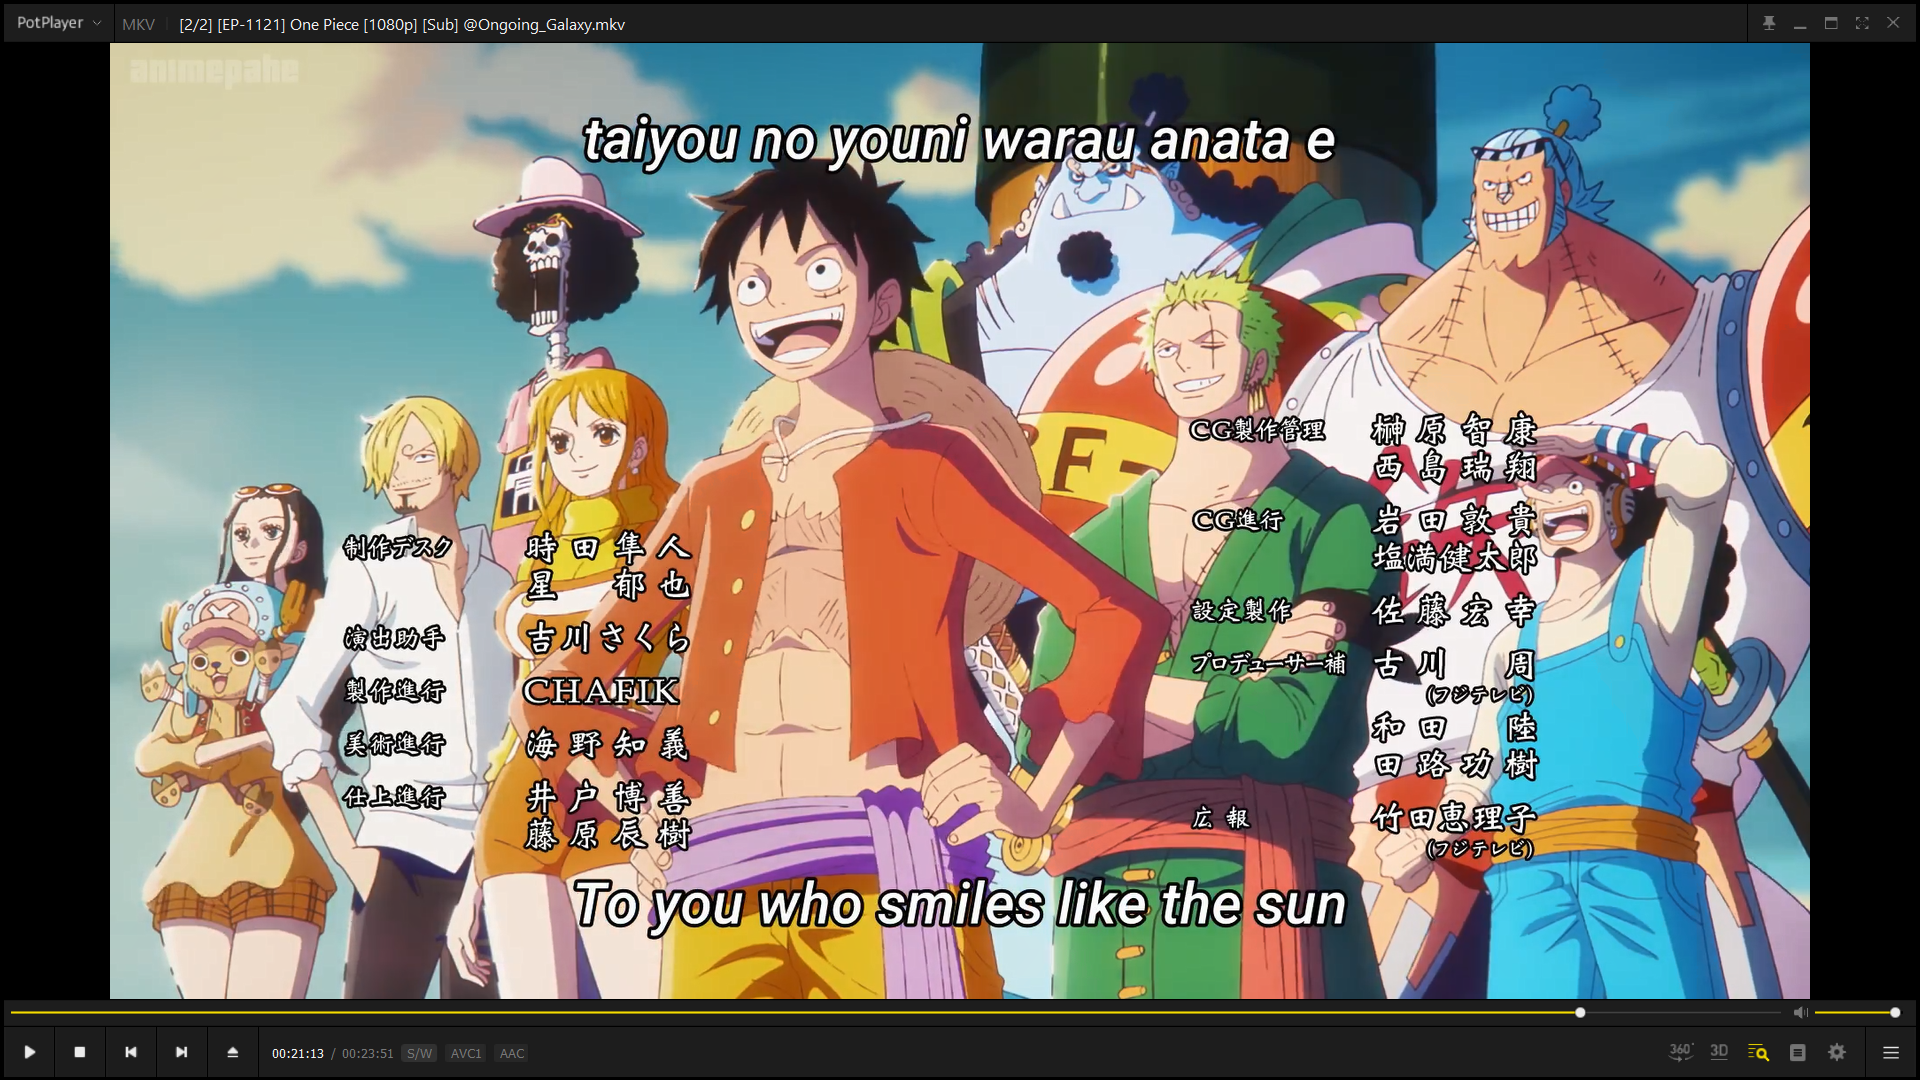 PotPlayer
MKV
[2/2] [EP-1121] One Piece [1080p] [Sub] @Ongoing_Galaxy.mkv
animepahe
taiyou no youni warau anata e
制作デスク 時田隼人
星 郁也
演出助手 吉川さくら
製作進行 CHAFIK
美術進行 海野知義
仕上進行 井戸博善
藤原辰樹
CG製作管理 榊原智康
西島瑞翔
CG進行 岩田敦貴
塩満健太郎
設定製作 佐藤宏幸
プロデューサー補 古川 周
(フジテレビ)
和田 陸
田路功樹
広報 竹田恵理子
(フジテレビ)
BF-
To you who smiles like the sun
00:21:13 / 00:23:51 S/W AVC1 AAC
360° 3D